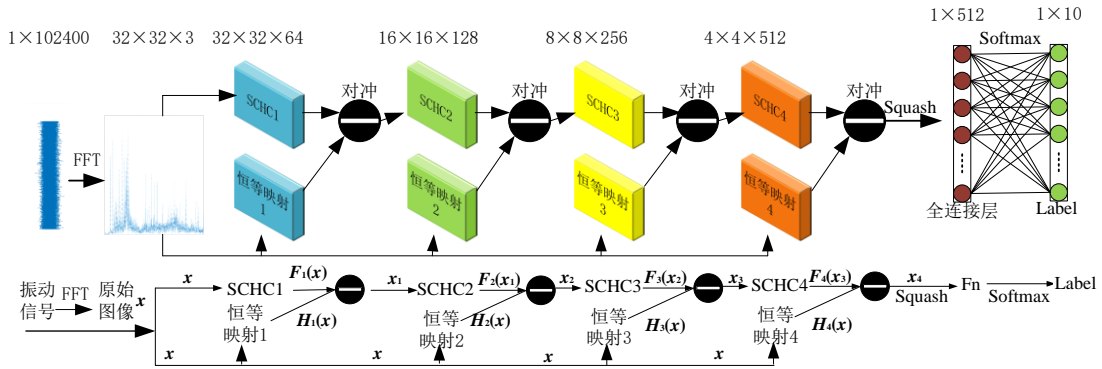 1×102400
32×32×3
32×32×64
16×16×128
8×8×256
4×4×512
1×512
1×10
Softmax
对冲
对冲
对冲
对冲
SCHC1
SCHC2
SCHC3
SCHC4
Squash
FFT
恒等映射
1
恒等映射
2
恒等映射
3
恒等映射
4
全连接层
Label
振动
信号
FFT
原始
图像
x
x
SCHC1
F₁(x)
x₁
SCHC2
F₂(x₁)
x₂
SCHC3
F₃(x₂)
x₃
SCHC4
F₄(x₃)
x₄
Squash
Fn
Softmax
Label
恒等
映射1
H₁(x)
恒等
映射2
H₂(x)
恒等
映射3
H₃(x)
恒等
映射4
H₄(x)
x
x
x
x